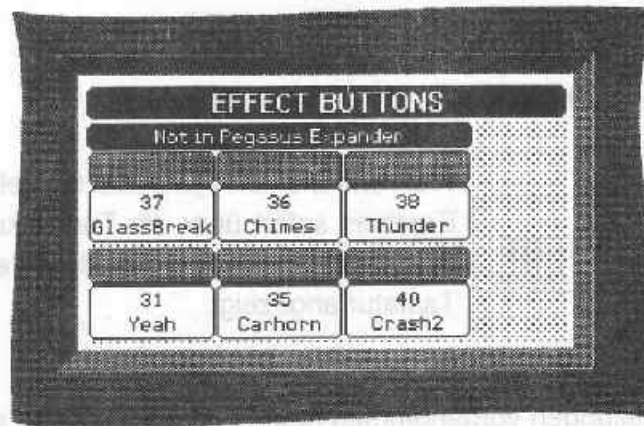 EFFECT BUTTONS
Not in Pegasus Expander
37 36 38
GlassBreak Chimes Thunder
31 35 40
Yeah Carhorn Crash2